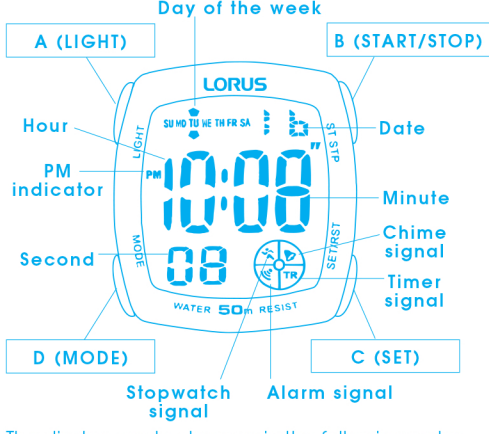 Day of the week
A (LIGHT)
B (START/STOP)
LORUS
SU MO TU WE TH FR SA
16
Hour
LIGHT
ST STP
Date
PM
indicator
PM
10:08"
Minute
Second
MODE
08
SET/RST
Chime
signal
TR
Timer
signal
WATER 50m RESIST
D (MODE)
C (SET)
Stopwatch
signal
Alarm signal